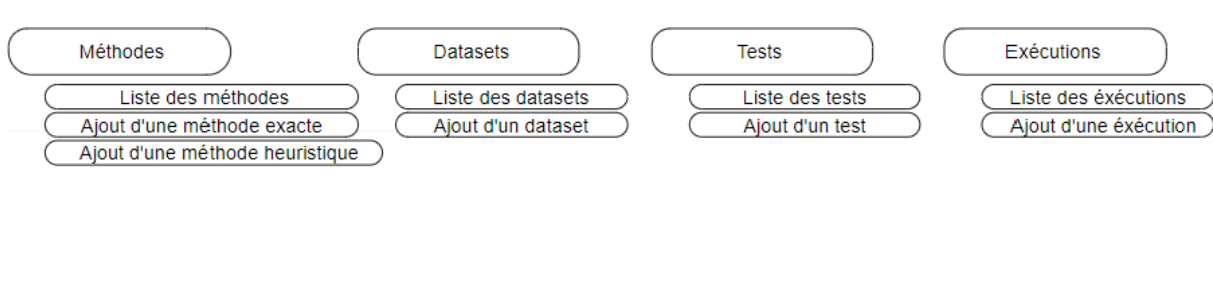 Méthodes
Liste des méthodes
Ajout d'une méthode exacte
Ajout d'une méthode heuristique
Datasets
Liste des datasets
Ajout d'un dataset
Tests
Liste des tests
Ajout d'un test
Exécutions
Liste des éxécutions
Ajout d'une éxécution